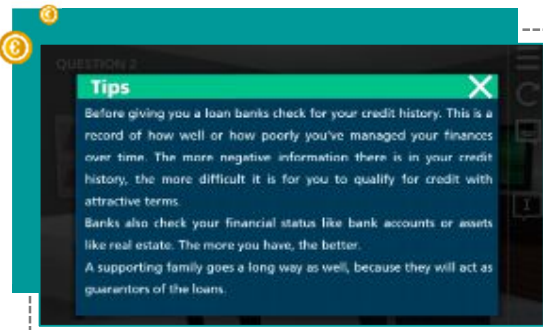 QUESTION 2
Tips
Before giving you a loan banks check for your credit history. This is a
record of how well or how poorly you've managed your finances
over time. The more negative information there is in your credit
history, the more difficult it is for you to qualify for credit with
attractive terms.
Banks also check your financial status like bank accounts or assets
like real estate. The more you have, the better.
A supporting family goes a long way as well, because they will act as
guarantors of the loans.